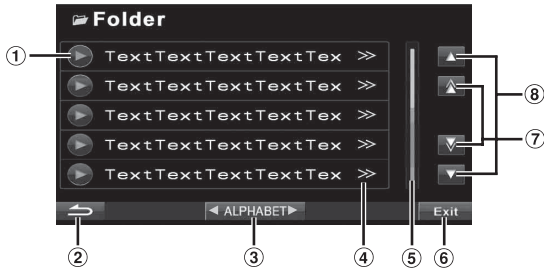 Folder
① TextTextTextTextTex >>
TextTextTextTextTex >>
TextTextTextTextTex >> ⑧
TextTextTextTextTex >> ⑦
TextTextTextTextTex >>
◀ ALPHABET▶ Exit
② ③ ④ ⑤ ⑥